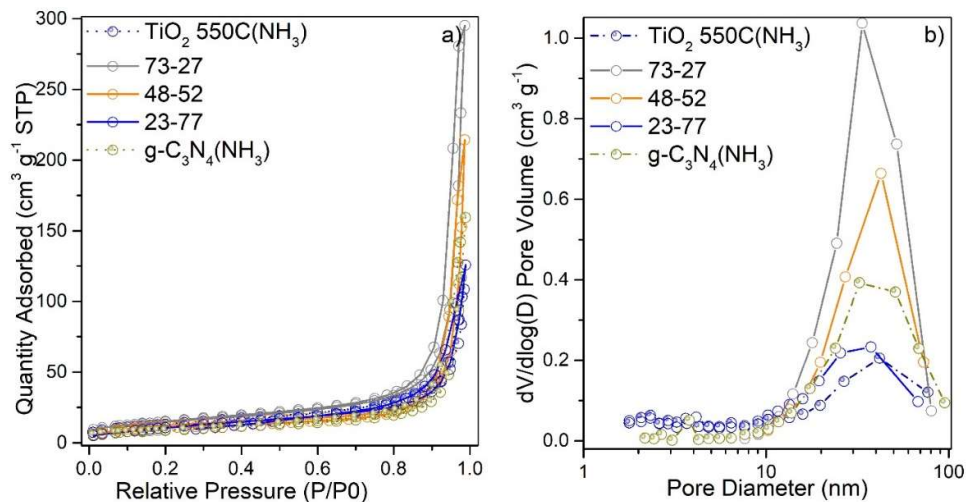 a)
TiO2 550C(NH3)
73-27
48-52
23-77
g-C3N4(NH3)
Quantity Adsorbed (cm3 g-1 STP)
300
250
200
150
100
50
0
0.0 0.2 0.4 0.6 0.8 1.0
Relative Pressure (P/P0)
b)
TiO2 550C(NH3)
73-27
48-52
23-77
g-C3N4(NH3)
dV/dlog(D) Pore Volume (cm3 g-1)
1.0
0.8
0.6
0.4
0.2
0.0
1 10 100
Pore Diameter (nm)